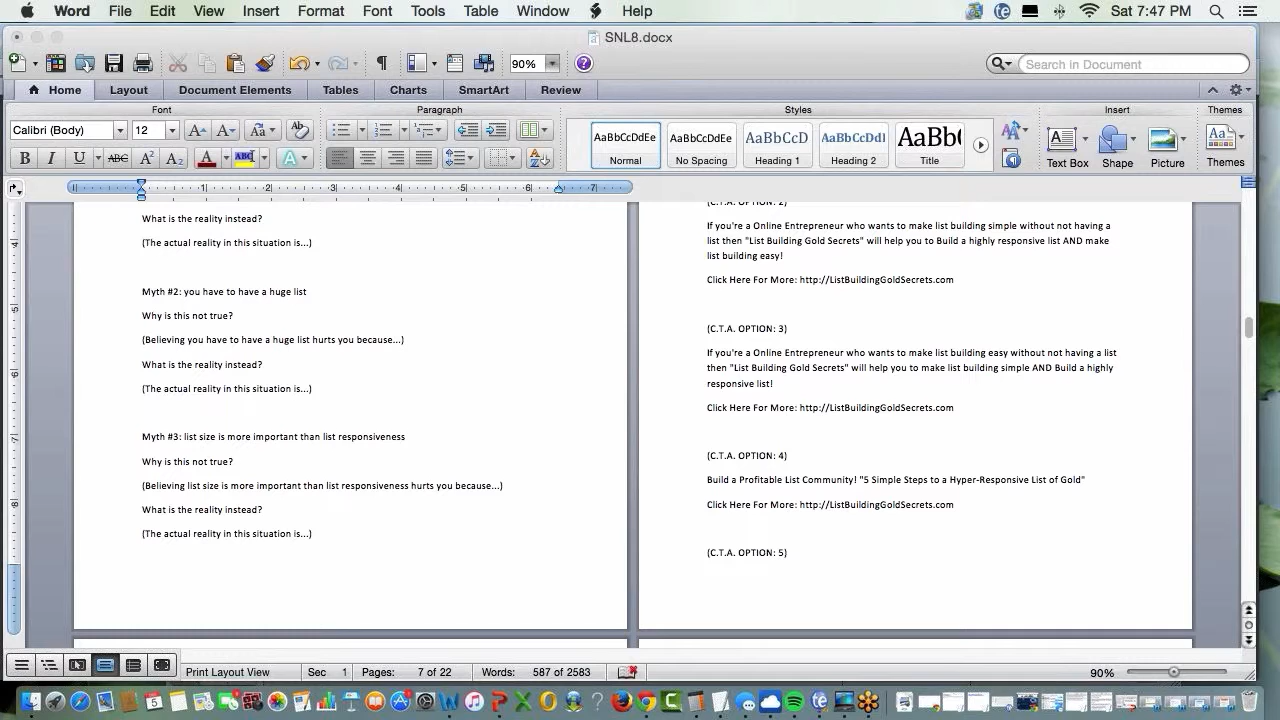 Word File Edit View Insert Format Font Tools Table Window Help
Sat 7:47 PM
SNL8.docx
90%
Search in Document
Home Layout Document Elements Tables Charts SmartArt Review
Font Paragraph Styles Insert Themes
Calibri (Body) 12
AaBbCcDdEe AaBbCcDdEe AaBbCcD AaBbCcDdI AaBb(
Normal No Spacing Heading 1 Heading 2 Title
Text Box Shape Picture Themes
What is the reality instead?
(The actual reality in this situation is...)
Myth #2: you have to have a huge list
Why is this not true?
(Believing you have to have a huge list hurts you because...)
What is the reality instead?
(The actual reality in this situation is...)
Myth #3: list size is more important than list responsiveness
Why is this not true?
(Believing list size is more important than list responsiveness hurts you because...)
What is the reality instead?
(The actual reality in this situation is...)
(C.T.A. OPTION: 2)
If you're a Online Entrepreneur who wants to make list building simple without not having a
list then "List Building Gold Secrets" will help you to Build a highly responsive list AND make
list building easy!
Click Here For More: http://ListBuildingGoldSecrets.com
(C.T.A. OPTION: 3)
If you're a Online Entrepreneur who wants to make list building easy without not having a list
then "List Building Gold Secrets" will help you to make list building simple AND Build a highly
responsive list!
Click Here For More: http://ListBuildingGoldSecrets.com
(C.T.A. OPTION: 4)
Build a Profitable List Community! "5 Simple Steps to a Hyper-Responsive List of Gold"
Click Here For More: http://ListBuildingGoldSecrets.com
(C.T.A. OPTION: 5)
Print Layout View Sec 1 Pages: 7 of 22 Words: 587 of 2583 90%